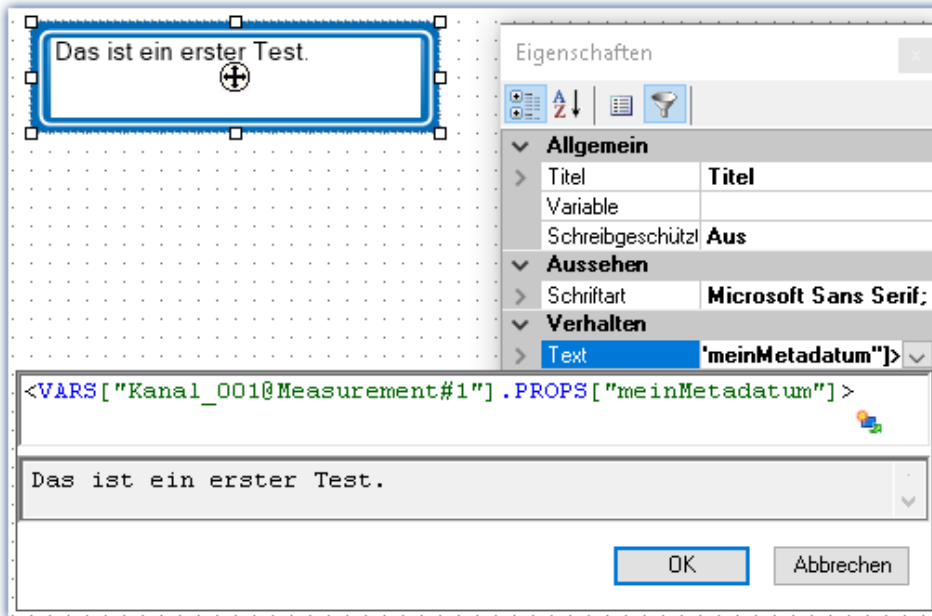 Das ist ein erster Test.
Eigenschaften
x
A
Z
Allgemein
Titel Titel
Variable
Schreibgeschützt Aus
Aussehen
Schriftart Microsoft Sans Serif;
Verhalten
Text 'meinMetadatum"]>
<VARS["Kanal_001@Measurement#1"].PROPS["meinMetadatum"]>
Das ist ein erster Test.
OK Abbrechen